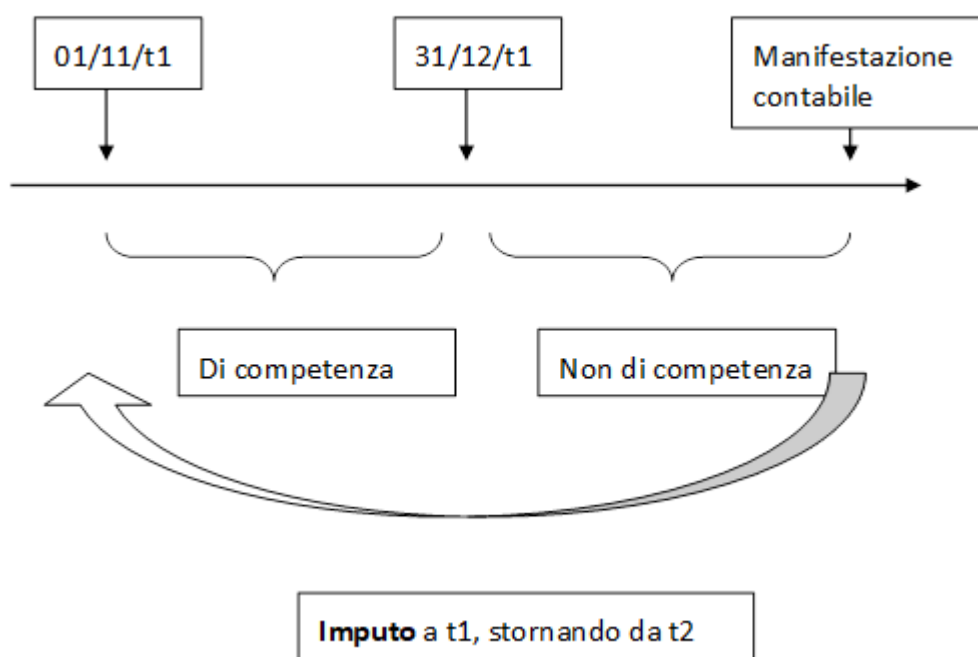 01/11/t1
31/12/t1
Manifestazione
contabile
Di competenza
Non di competenza
Imputo a t1, stornando da t2